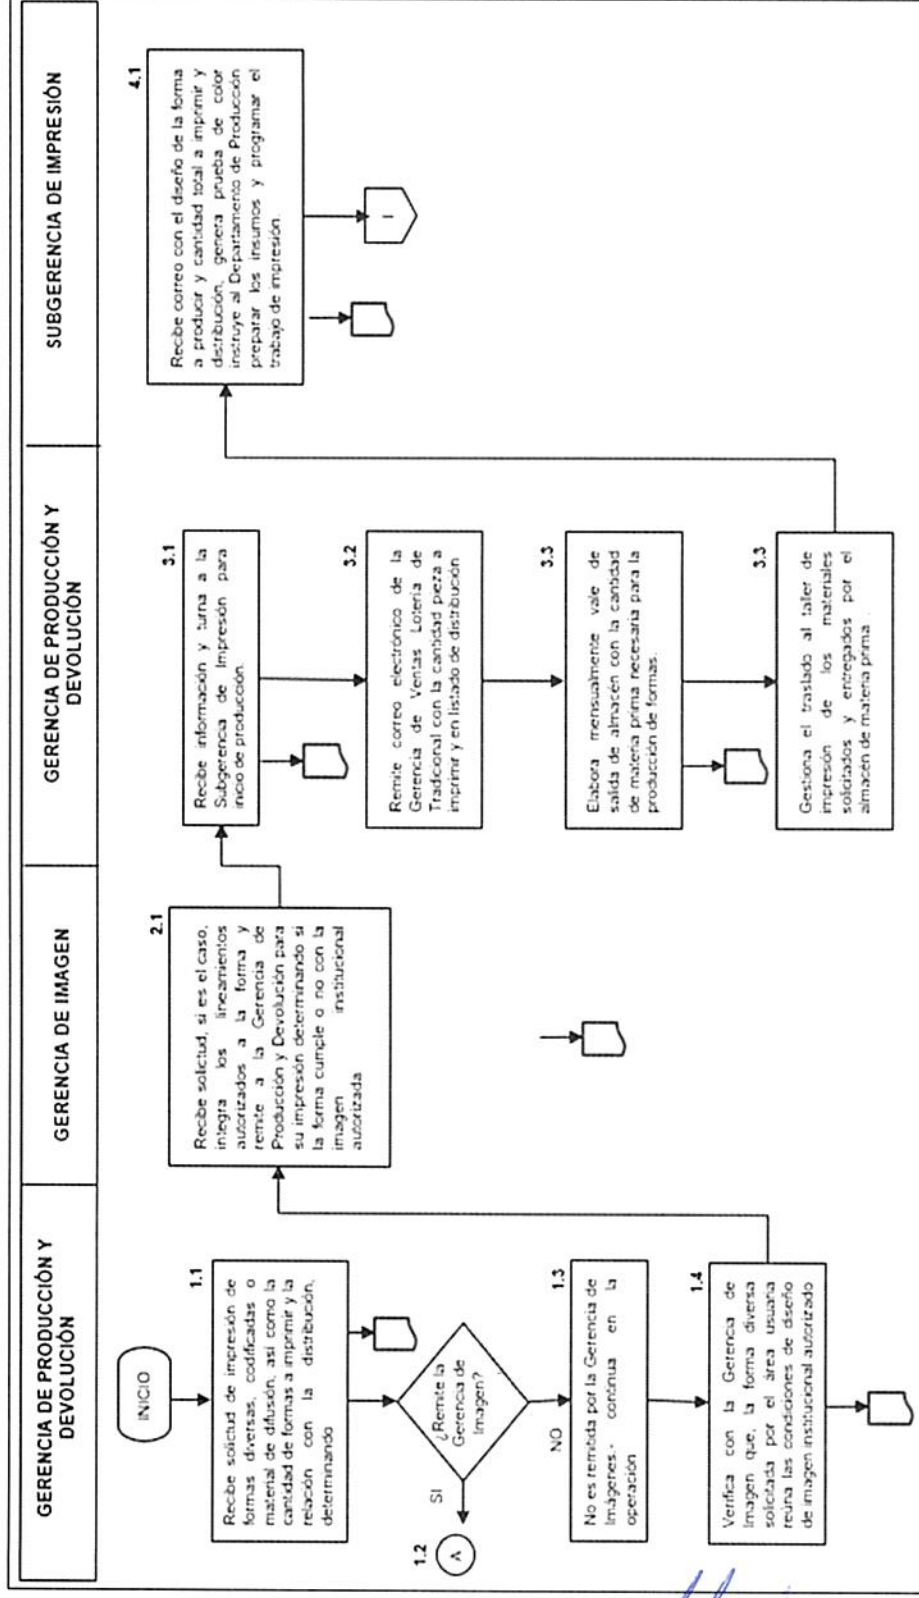 GERENCIA DE PRODUCCIÓN Y
DEVOLUCIÓN
GERENCIA DE IMAGEN
GERENCIA DE PRODUCCIÓN Y
DEVOLUCIÓN
SUBGERENCIA DE IMPRESIÓN
INICIO
1.1
Recibe solicitud de impresión de
formas diversas, codificadas o
material de difusión, así como la
cantidad de formas a imprimir y la
relación con la distribución,
determinando
¿Remite la
Gerencia de
Imagen?
SI
1.2
A
NO
1.3
No es remitida por la Gerencia de
Imágenes.- continua en la
operación
1.4
Verifica con la Gerencia de
Imagen que, la forma diversa
solicitada por el área usuaria
reúna las condiciones de diseño
de imagen institucional autorizado
2.1
Recibe solicitud, si es el caso,
integra los lineamientos
autorizados a la forma y
remite a la Gerencia de
Producción y Devolución para
su impresión determinando si
la forma cumple o no con la
imagen institucional
autorizada
3.1
Recibe información y turna a la
Subgerencia de Impresión para
inicio de producción.
3.2
Remite correo electrónico de la
Gerencia de Ventas Lotería de
Tradicional con la cantidad pieza a
imprimir y en listado de distribución
3.3
Elabora mensualmente vale de
salida de almacén con la cantidad
de materia prima necesaria para la
producción de formas.
3.3
Gestiona el traslado al taller de
impresión de los materiales
solicitados y entregados por el
almacén de materia prima.
4.1
Recibe correo con el diseño de la forma
a producir y cantidad total a imprimir y
distribución, genera prueba de color
instruye al Departamento de Producción
preparar los insumos y programar el
trabajo de impresión.
I